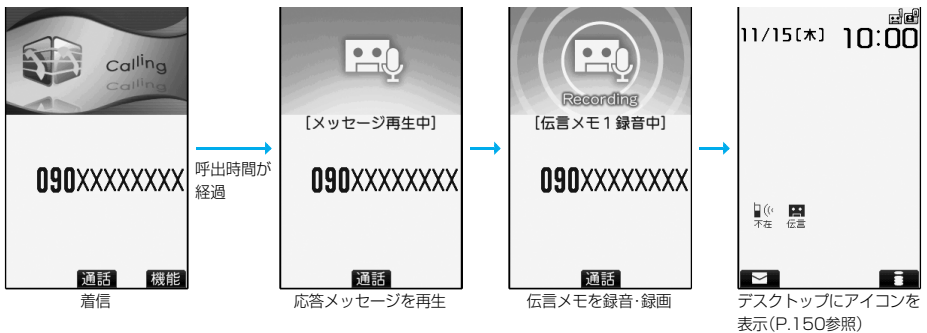 Calling
090XXXXXXXX
通話 機能
着信
呼出時間が
経過
[メッセージ再生中]
090XXXXXXXX
通話
応答メッセージを再生
Recording
[伝言メモ1録音中]
090XXXXXXXX
通話
伝言メモを録音・録画
11/15[木] 10:00
不在 伝言
デスクトップにアイコンを
表示(P.150参照)